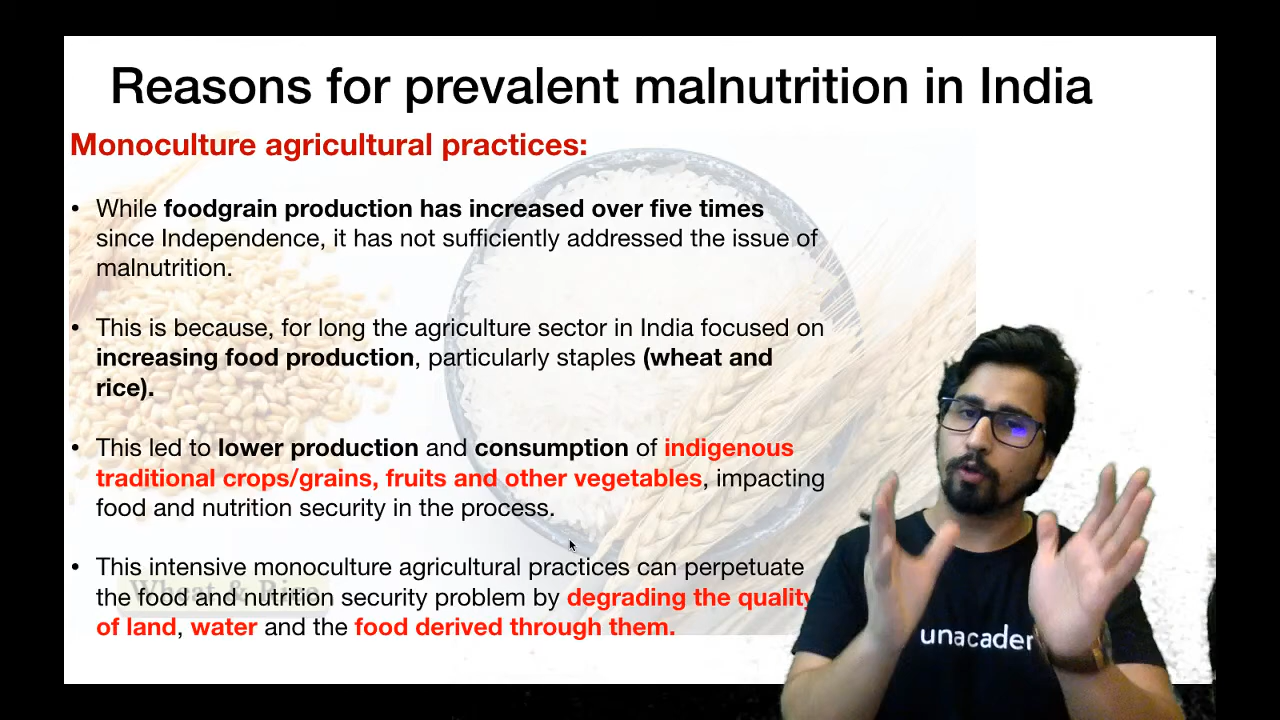 Reasons for prevalent malnutrition in India
Monoculture agricultural practices:
• While foodgrain production has increased over five times
since Independence, it has not sufficiently addressed the issue of
malnutrition.
• This is because, for long the agriculture sector in India focused on
increasing food production, particularly staples (wheat and
rice).
• This led to lower production and consumption of indigenous
traditional crops/grains, fruits and other vegetables, impacting
food and nutrition security in the process.
• This intensive monoculture agricultural practices can perpetuate
the food and nutrition security problem by degrading the quality
of land, water and the food derived through them.
Wheat & Rice
unacader